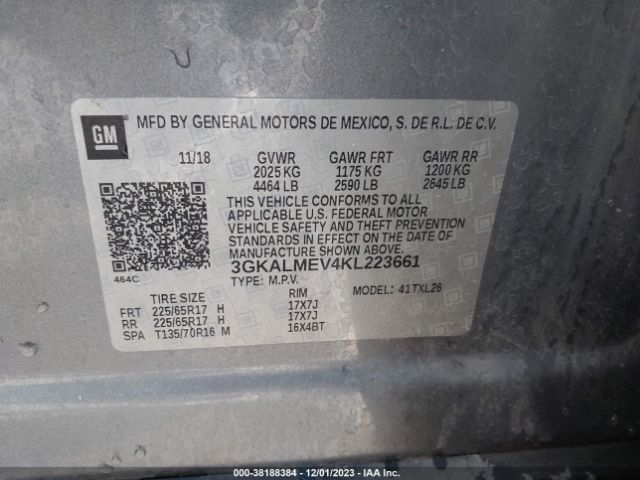 GM
MFD BY GENERAL MOTORS DE MEXICO, S. DE R.L. DE C.V.
11/18 GVWR GAWR FRT GAWR RR
2025 KG 1175 KG 1200 KG
4464 LB 2590 LB 2645 LB
THIS VEHICLE CONFORMS TO ALL
APPLICABLE U.S. FEDERAL MOTOR
VEHICLE SAFETY AND THEFT PREVENTION
STANDARDS IN EFFECT ON THE DATE OF
MANUFACTURE SHOWN ABOVE.
3GKALMEV4KL223661
464C
TYPE: M.P.V. MODEL: 41TXL26
TIRE SIZE RIM
FRT 225/65R17 H 17X7J
RR 225/65R17 H 17X7J
SPA T135/70R16 M 16X4BT
000-38188384 - 12/01/2023 - IAA Inc.